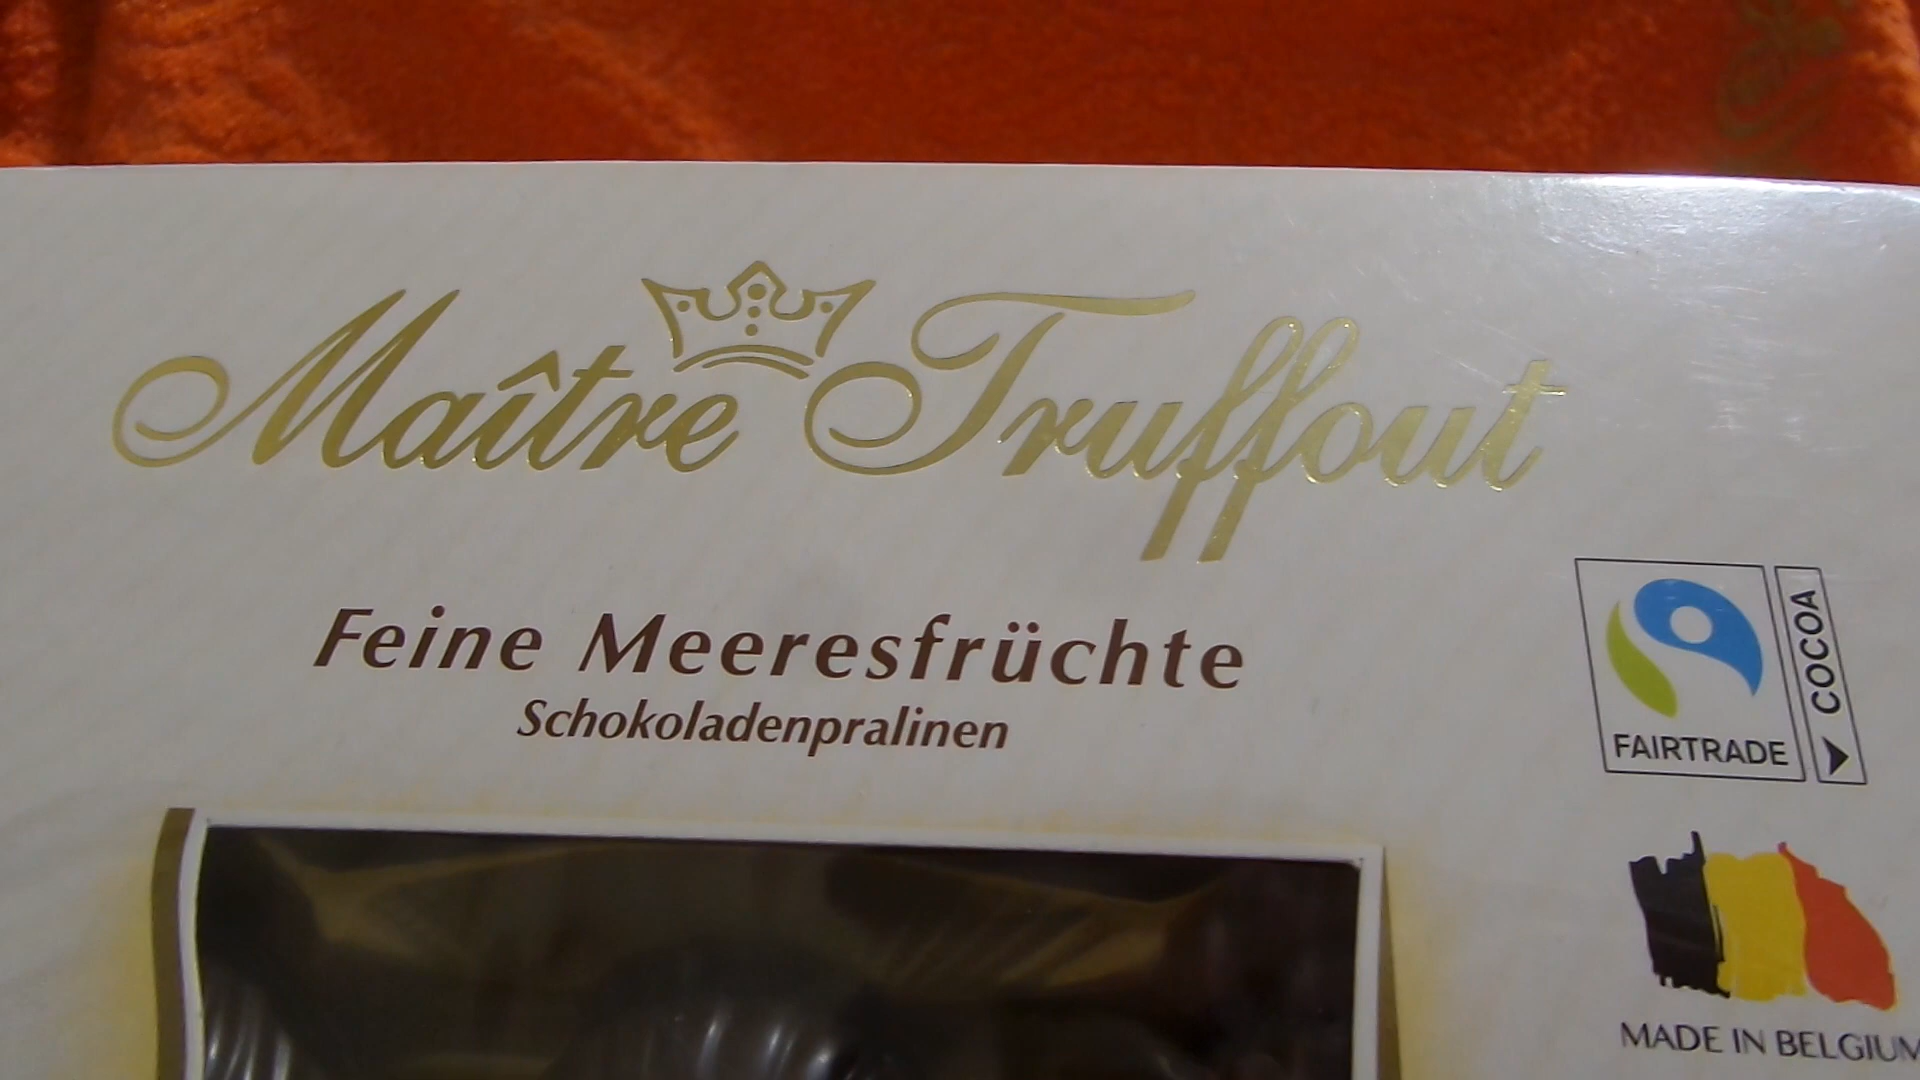 Maître Truffout
Feine Meeresfrüchte
Schokoladenpralinen
FAIRTRADE
COCOA
MADE IN BELGIUM